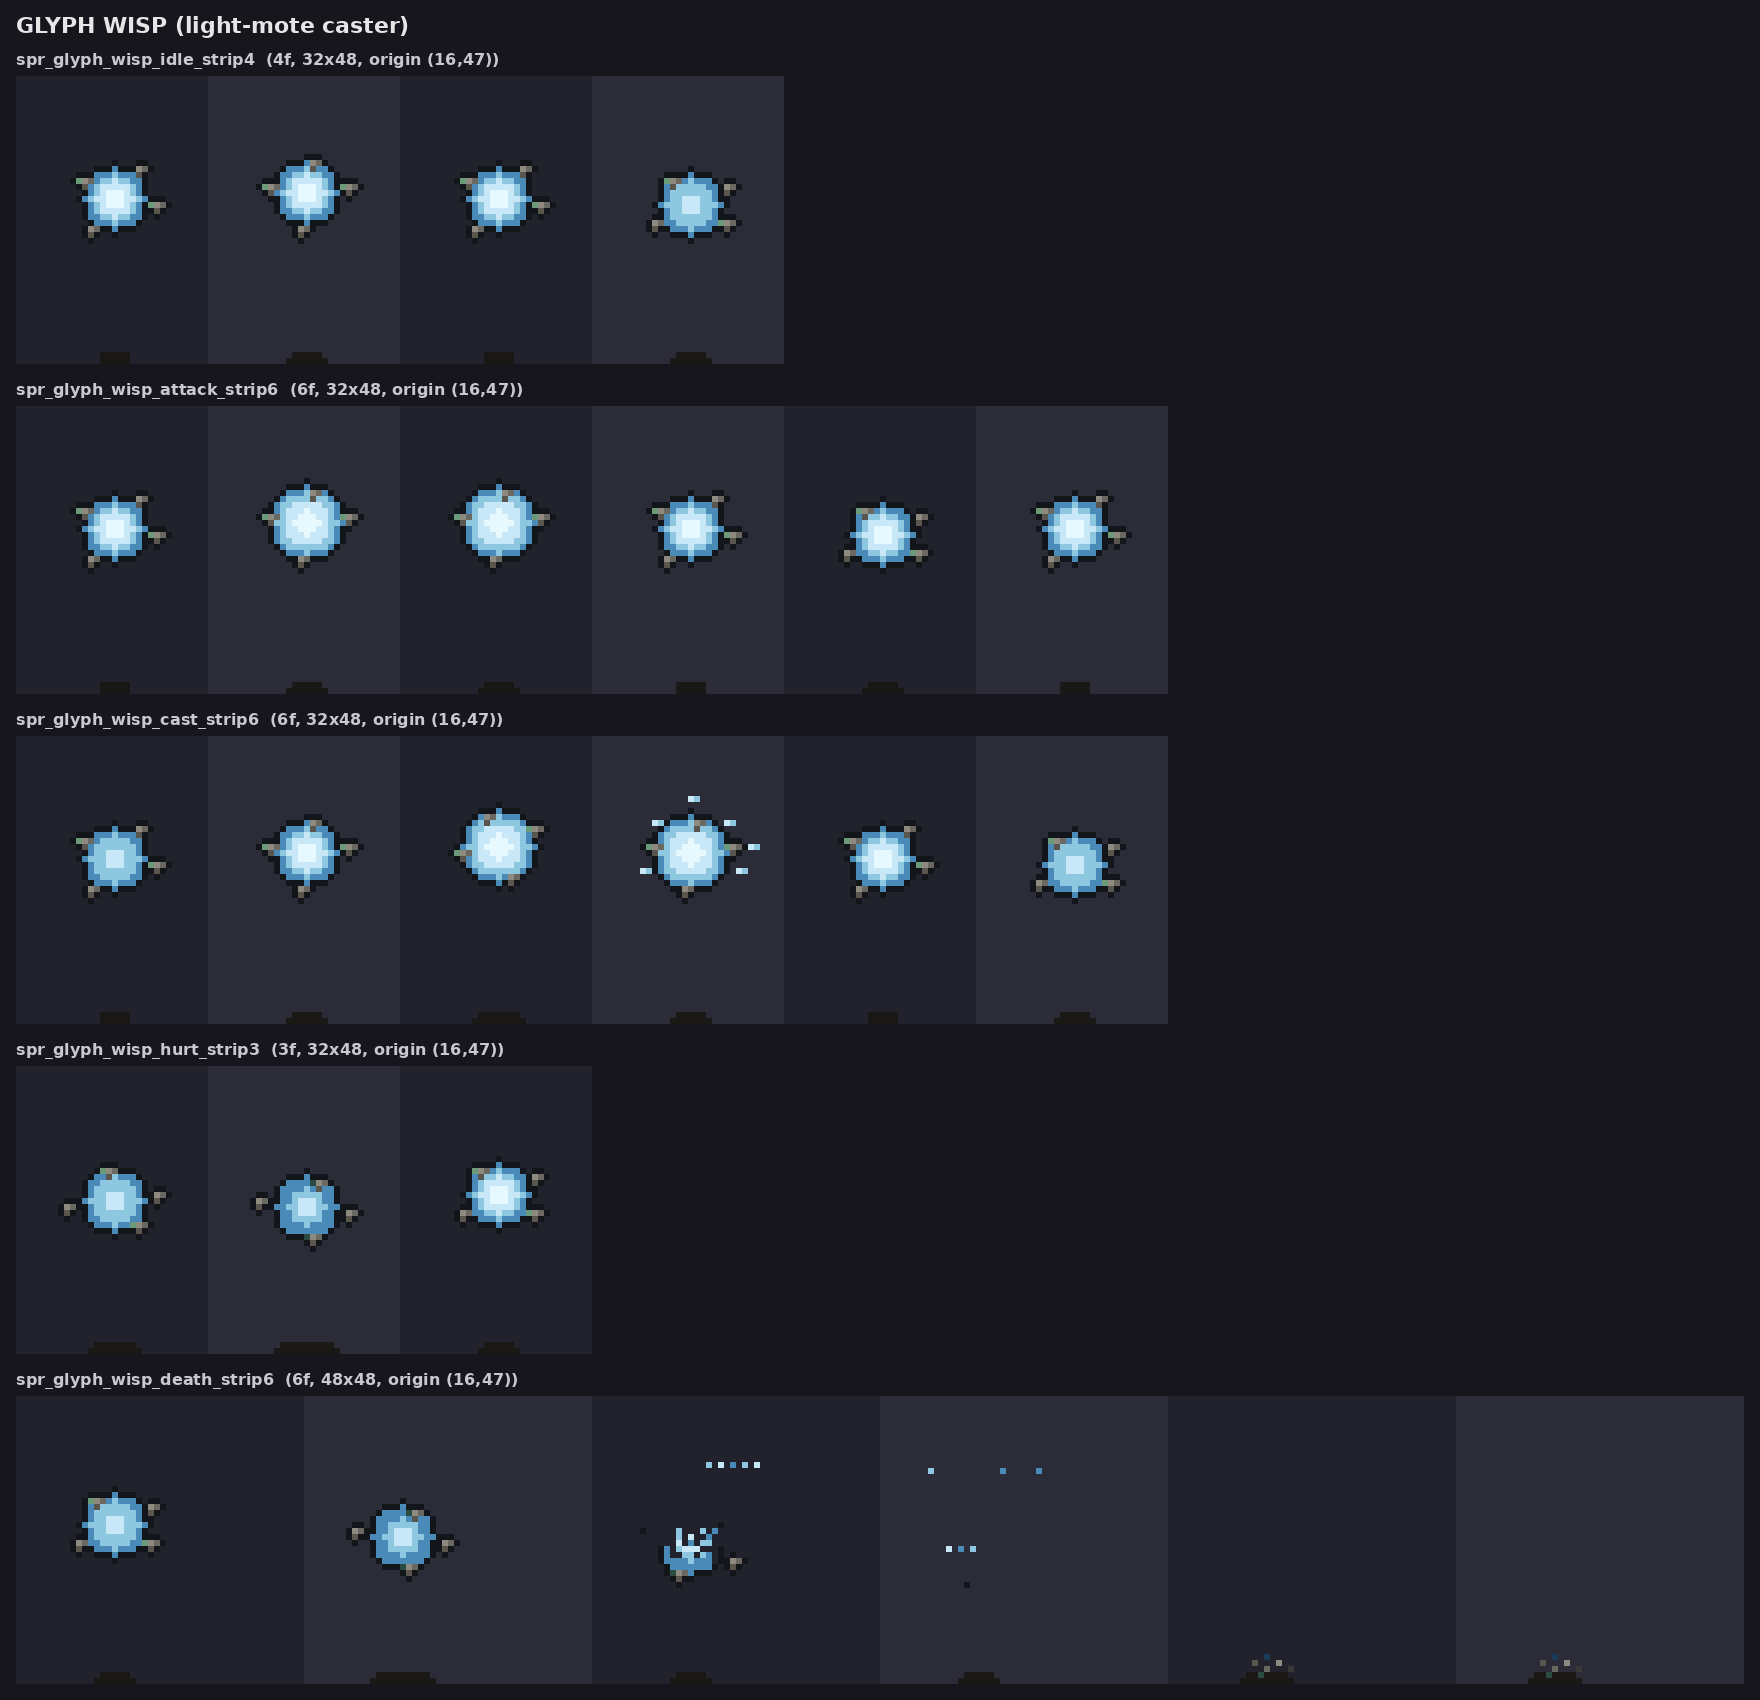 GLYPH WISP (light-mote caster)
spr_glyph_wisp_idle_strip4  (4f, 32x48, origin (16,47))
spr_glyph_wisp_attack_strip6  (6f, 32x48, origin (16,47))
spr_glyph_wisp_cast_strip6  (6f, 32x48, origin (16,47))
spr_glyph_wisp_hurt_strip3  (3f, 32x48, origin (16,47))
spr_glyph_wisp_death_strip6  (6f, 48x48, origin (16,47))